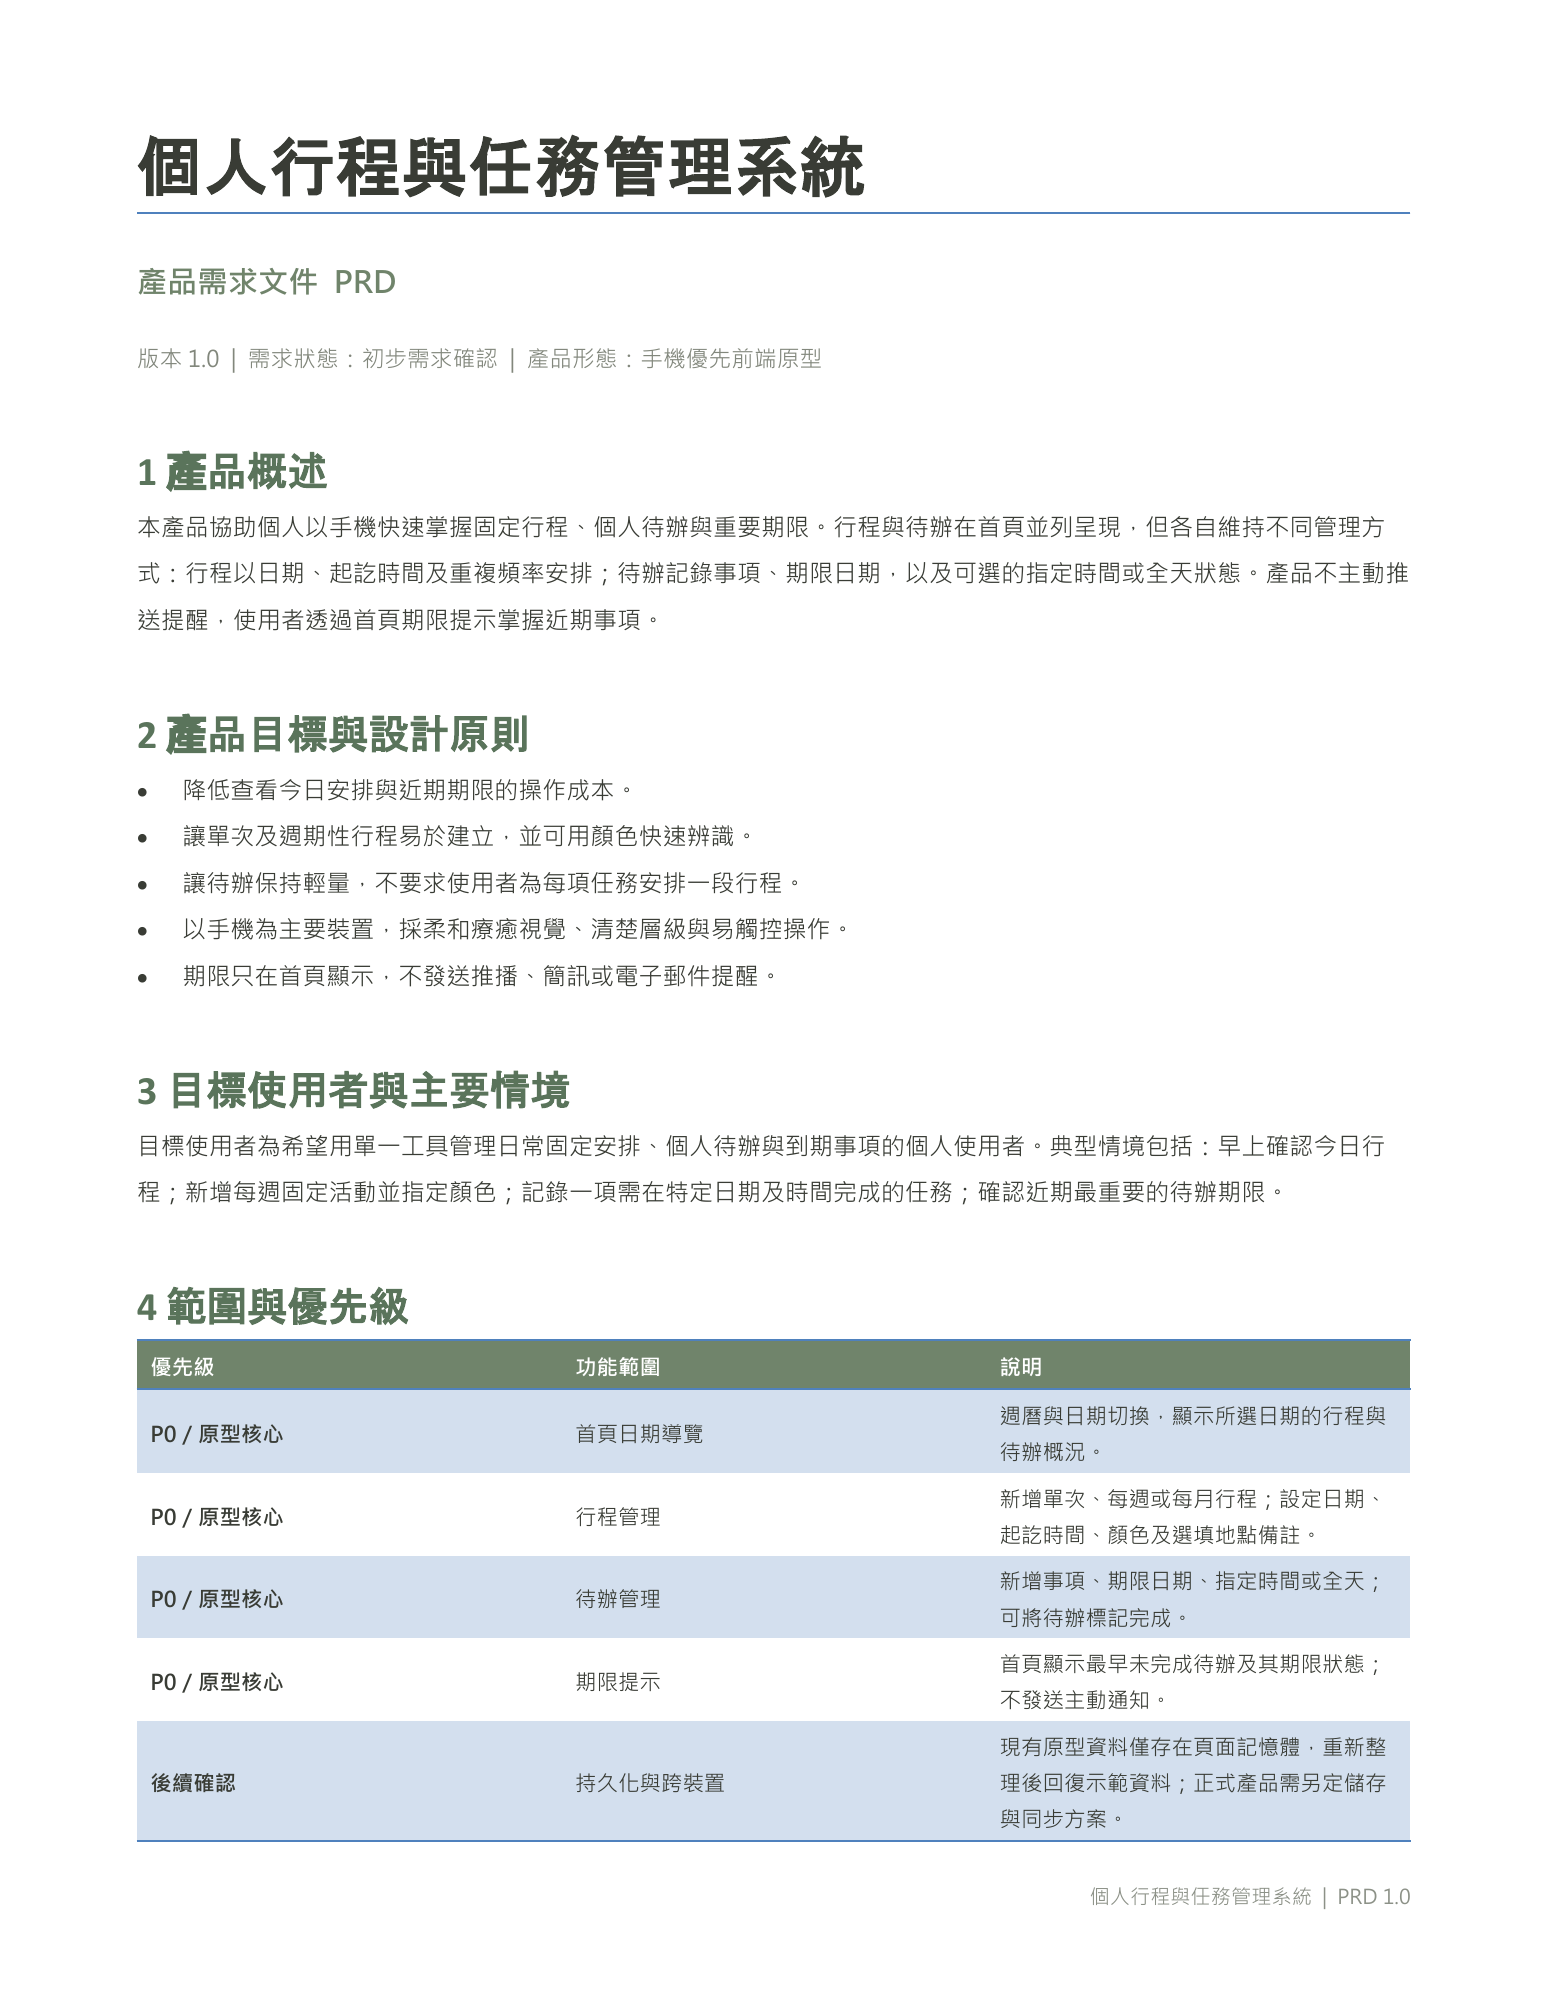 個人行程與任務管理系統
產品需求文件 PRD
版本 1.0 | 需求狀態：初步需求確認 | 產品形態：手機優先前端原型
1 產品概述
本產品協助個人以手機快速掌握固定行程、個人待辦與重要期限。行程與待辦在首頁並列呈現，但各自維持不同管理方
式：行程以日期、起訖時間及重複頻率安排；待辦記錄事項、期限日期，以及可選的指定時間或全天狀態。產品不主動推
送提醒，使用者透過首頁期限提示掌握近期事項。
2 產品目標與設計原則
• 降低查看今日安排與近期期限的操作成本。
• 讓單次及週期性行程易於建立，並可用顏色快速辨識。
• 讓待辦保持輕量，不要求使用者為每項任務安排一段行程。
• 以手機為主要裝置，採柔和療癒視覺、清楚層級與易觸控操作。
• 期限只在首頁顯示，不發送推播、簡訊或電子郵件提醒。
3 目標使用者與主要情境
目標使用者為希望用單一工具管理日常固定安排、個人待辦與到期事項的個人使用者。典型情境包括：早上確認今日行
程；新增每週固定活動並指定顏色；記錄一項需在特定日期及時間完成的任務；確認近期最重要的待辦期限。
4 範圍與優先級
優先級 功能範圍 說明
P0 / 原型核心 首頁日期導覽 週曆與日期切換，顯示所選日期的行程與
待辦概況。
P0 / 原型核心 行程管理 新增單次、每週或每月行程；設定日期、
起訖時間、顏色及選填地點備註。
P0 / 原型核心 待辦管理 新增事項、期限日期、指定時間或全天；
可將待辦標記完成。
P0 / 原型核心 期限提示 首頁顯示最早未完成待辦及其期限狀態；
不發送主動通知。
後續確認 持久化與跨裝置 現有原型資料僅存在頁面記憶體，重新整
理後回復示範資料；正式產品需另定儲存
與同步方案。
個人行程與任務管理系統 | PRD 1.0